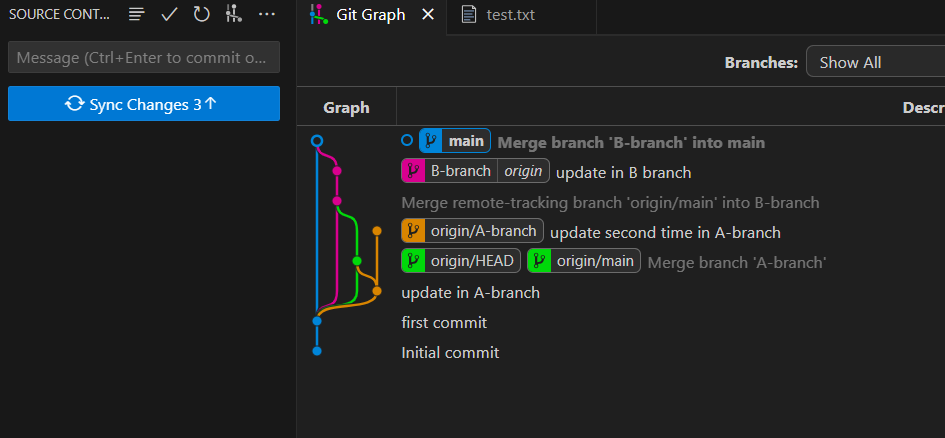 SOURCE CONT...
Git Graph
test.txt
Message (Ctrl+Enter to commit o...
Branches: Show All
Sync Changes 3↑
Graph
Descr
main Merge branch 'B-branch' into main
B-branch origin update in B branch
Merge remote-tracking branch 'origin/main' into B-branch
origin/A-branch update second time in A-branch
origin/HEAD origin/main Merge branch 'A-branch'
update in A-branch
first commit
Initial commit